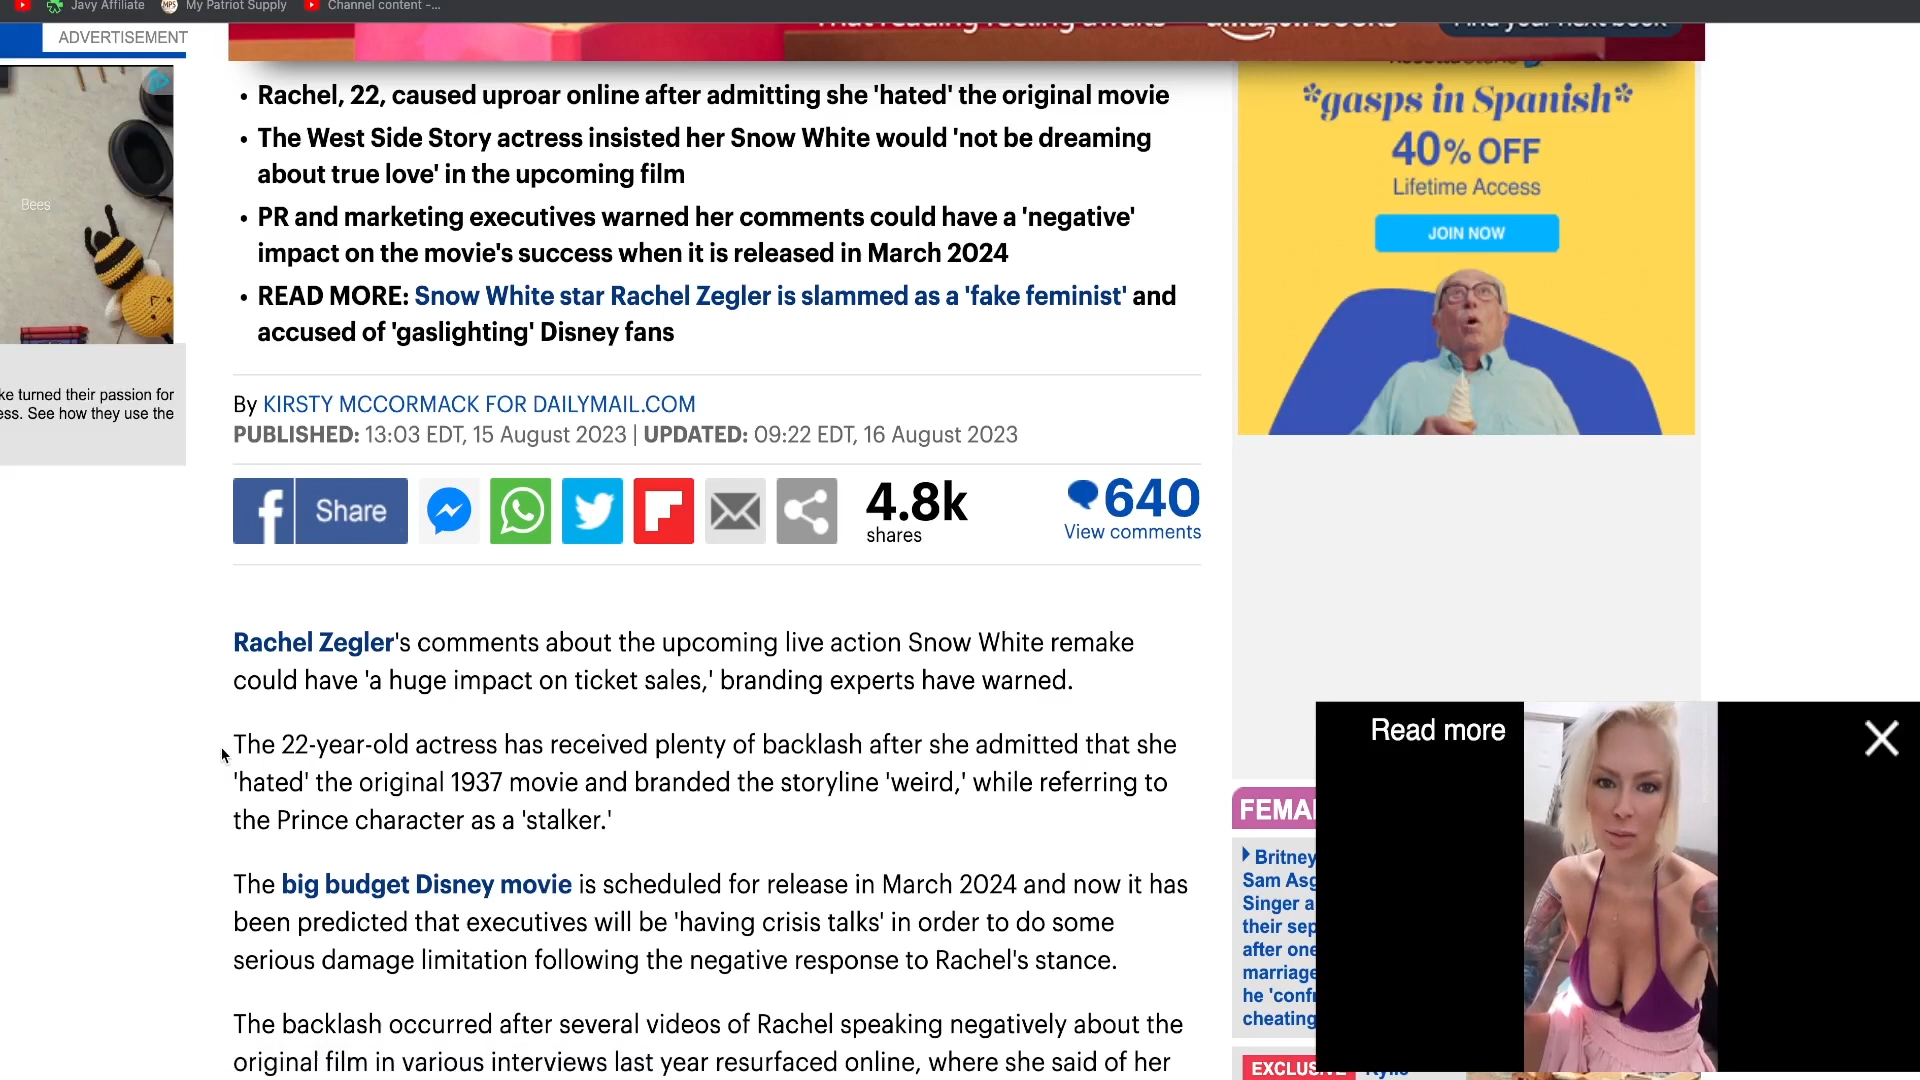 Javy Affiliate
My Patriot Supply
Channel content -...
ADVERTISEMENT
amazon books
Find your next book
Bees
ke turned their passion for
ess. See how they use the
• Rachel, 22, caused uproar online after admitting she 'hated' the original movie
• The West Side Story actress insisted her Snow White would 'not be dreaming
about true love' in the upcoming film
• PR and marketing executives warned her comments could have a 'negative'
impact on the movie's success when it is released in March 2024
• READ MORE: Snow White star Rachel Zegler is slammed as a 'fake feminist' and
accused of 'gaslighting' Disney fans
By KIRSTY MCCORMACK FOR DAILYMAIL.COM
PUBLISHED: 13:03 EDT, 15 August 2023 | UPDATED: 09:22 EDT, 16 August 2023
Share
4.8k
shares
640
View comments
Rachel Zegler's comments about the upcoming live action Snow White remake
could have 'a huge impact on ticket sales,' branding experts have warned.
The 22-year-old actress has received plenty of backlash after she admitted that she
'hated' the original 1937 movie and branded the storyline 'weird,' while referring to
the Prince character as a 'stalker.'
The big budget Disney movie is scheduled for release in March 2024 and now it has
been predicted that executives will be 'having crisis talks' in order to do some
serious damage limitation following the negative response to Rachel's stance.
The backlash occurred after several videos of Rachel speaking negatively about the
original film in various interviews last year resurfaced online, where she said of her
*gasps in Spanish*
40% OFF
Lifetime Access
JOIN NOW
Read more
FEMA
Britney
Sam Asg
Singer a
their sep
after one
marriage
he 'confr
cheating